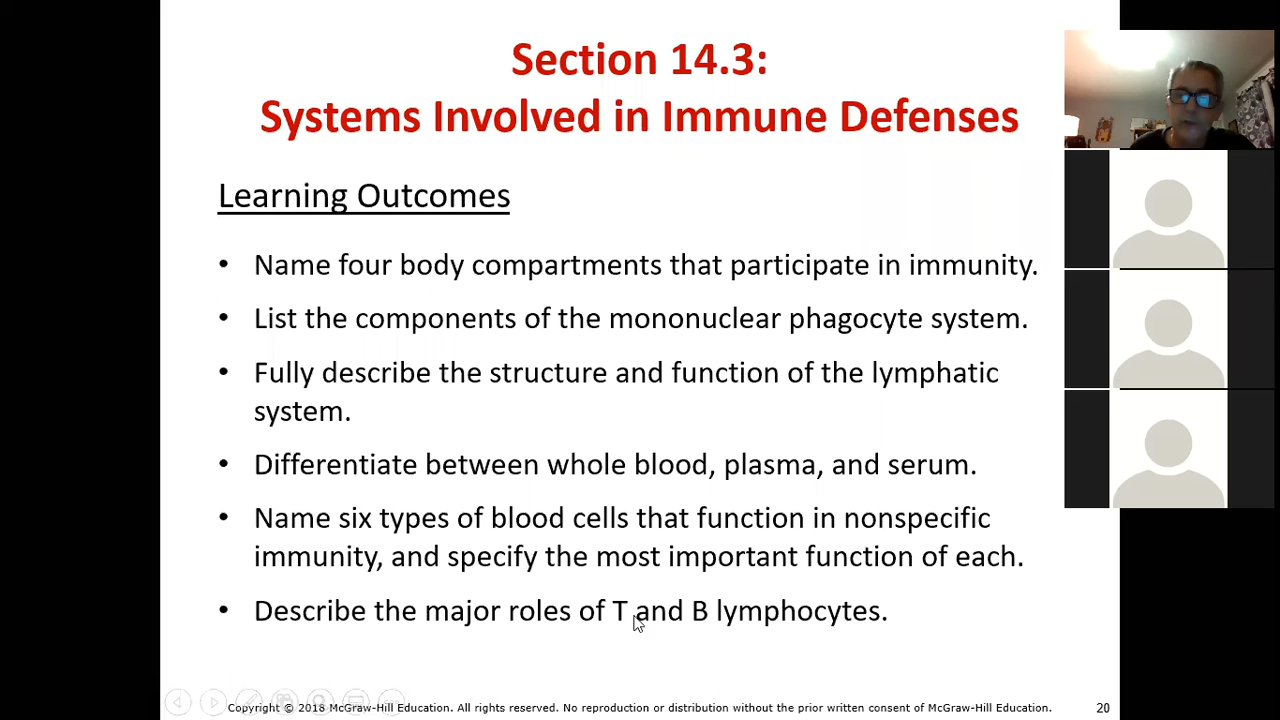 Section 14.3:
Systems Involved in Immune Defenses
Learning Outcomes
• Name four body compartments that participate in immunity.
• List the components of the mononuclear phagocyte system.
• Fully describe the structure and function of the lymphatic
system.
• Differentiate between whole blood, plasma, and serum.
• Name six types of blood cells that function in nonspecific
immunity, and specify the most important function of each.
• Describe the major roles of T and B lymphocytes.
Copyright © 2018 McGraw-Hill Education. All rights reserved. No reproduction or distribution without the prior written consent of McGraw-Hill Education.
20